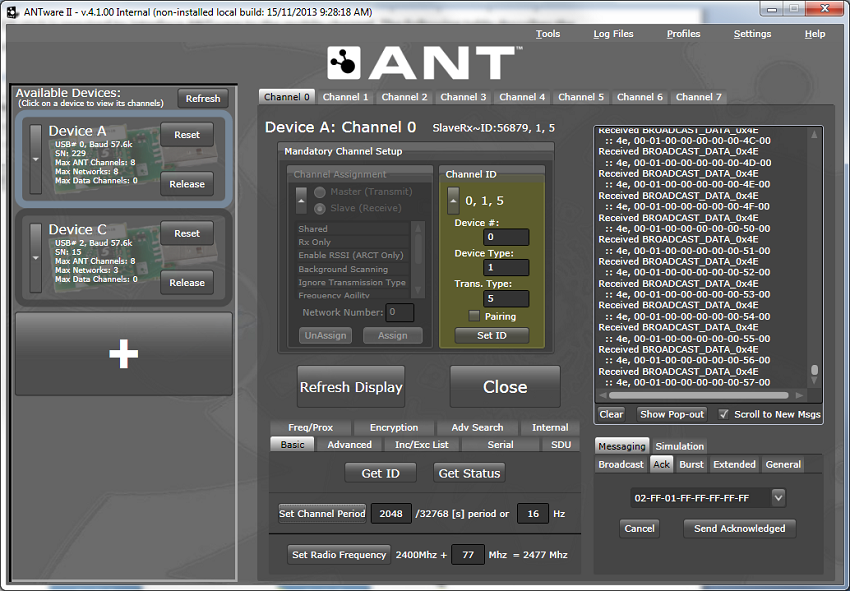 ANTware II - v.4.1.00 Internal (non-installed local build: 15/11/2013 9:28:18 AM)
Tools Log Files Profiles Settings Help
ANT™
Available Devices:
(Click on a device to view its channels)
Refresh
Device A
USB# 0, Baud 57.6k
SN: 229
Max ANT Channels: 8
Max Networks: 8
Max Data Channels: 0
Reset
Release
Device C
USB# 2, Baud 57.6k
SN: 15
Max ANT Channels: 8
Max Networks: 3
Max Data Channels: 0
Reset
Release
Channel 0 Channel 1 Channel 2 Channel 3 Channel 4 Channel 5 Channel 6 Channel 7
Device A: Channel 0 SlaveRx~ID:56879, 1, 5
Mandatory Channel Setup
Channel Assignment
Master (Transmit)
Slave (Receive)
Shared
Rx Only
Enable RSSI (ARCT Only)
Background Scanning
Ignore Transmission Type
Frequency Agility
Network Number: 0
UnAssign Assign
Channel ID
0, 1, 5
Device #:
0
Device Type:
1
Trans. Type:
5
Pairing
Set ID
Refresh Display Close
Freq/Prox Encryption Adv Search Internal
Basic Advanced Inc/Exc List Serial SDU
Get ID Get Status
Set Channel Period 2048 /32768 [s] period or 16 Hz
Set Radio Frequency 2400Mhz + 77 Mhz = 2477 Mhz
Received BROADCAST_DATA_0x4E
:: 4e, 00-01-00-00-00-00-4C-00
Received BROADCAST_DATA_0x4E
:: 4e, 00-01-00-00-00-00-4D-00
Received BROADCAST_DATA_0x4E
:: 4e, 00-01-00-00-00-00-4E-00
Received BROADCAST_DATA_0x4E
:: 4e, 00-01-00-00-00-00-4F-00
Received BROADCAST_DATA_0x4E
:: 4e, 00-01-00-00-00-00-50-00
Received BROADCAST_DATA_0x4E
:: 4e, 00-01-00-00-00-00-51-00
Received BROADCAST_DATA_0x4E
:: 4e, 00-01-00-00-00-00-52-00
Received BROADCAST_DATA_0x4E
:: 4e, 00-01-00-00-00-00-53-00
Received BROADCAST_DATA_0x4E
:: 4e, 00-01-00-00-00-00-54-00
Received BROADCAST_DATA_0x4E
:: 4e, 00-01-00-00-00-00-55-00
Received BROADCAST_DATA_0x4E
:: 4e, 00-01-00-00-00-00-56-00
Received BROADCAST_DATA_0x4E
:: 4e, 00-01-00-00-00-00-57-00
Clear Show Pop-out Scroll to New Msgs
Messaging Simulation
Broadcast Ack Burst Extended General
02-FF-01-FF-FF-FF-FF-FF
Cancel Send Acknowledged